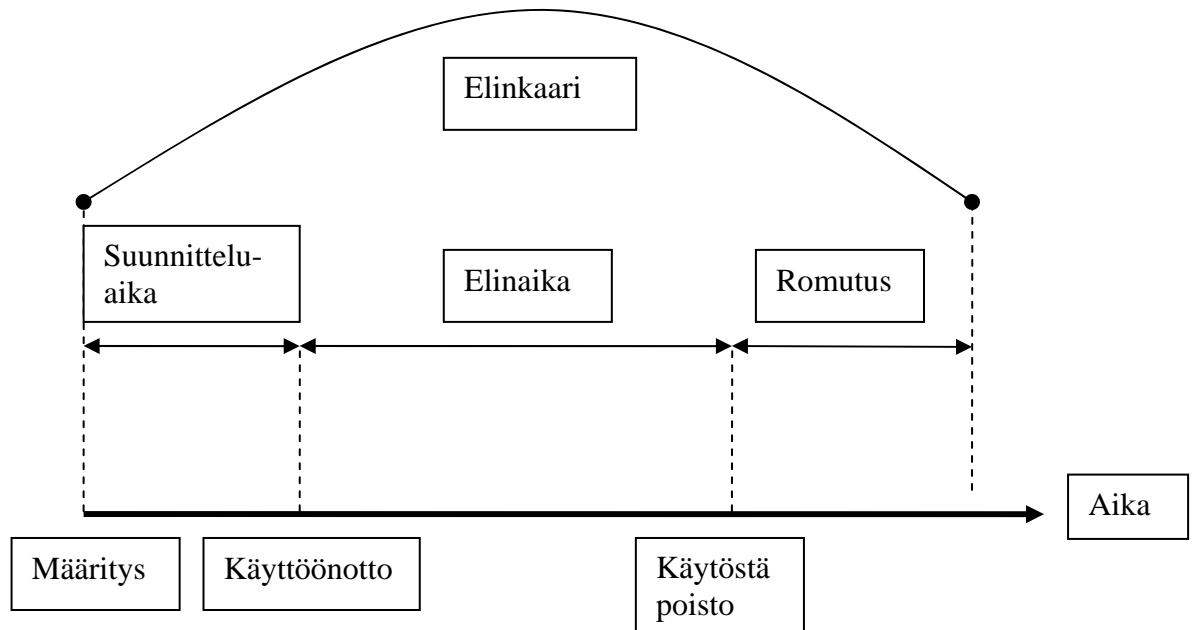 Elinkaari
Suunnittelu-
aika
Elinaika
Romutus
Aika
Määritys
Käyttöönotto
Käytöstä
poisto